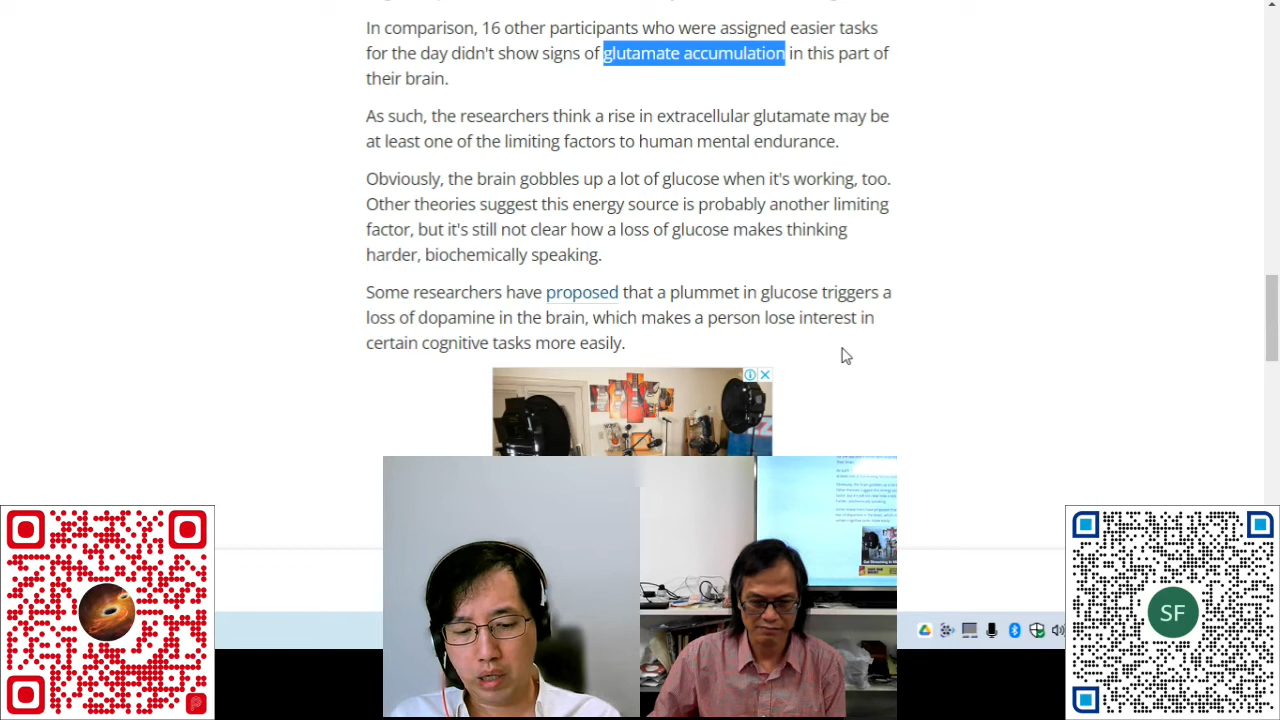 In comparison, 16 other participants who were assigned easier tasks
for the day didn't show signs of glutamate accumulation in this part of
their brain.
As such, the researchers think a rise in extracellular glutamate may be
at least one of the limiting factors to human mental endurance.
Obviously, the brain gobbles up a lot of glucose when it's working, too.
Other theories suggest this energy source is probably another limiting
factor, but it's still not clear how a loss of glucose makes thinking
harder, biochemically speaking.
Some researchers have proposed that a plummet in glucose triggers a
loss of dopamine in the brain, which makes a person lose interest in
certain cognitive tasks more easily.
SF